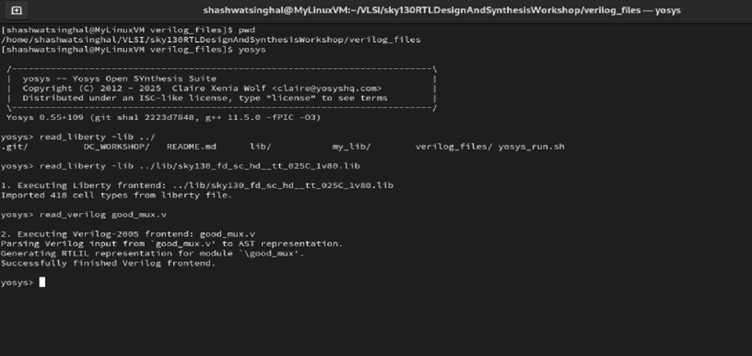 shashwatsinghal@MyLinuxVM:~/VLSI/sky130RTLDesignAndSynthesisWorkshop/verilog_files — yosys
[shashwatsinghal@MyLinuxVM verilog_files]$ pwd
/home/shashwatsinghal/VLSI/sky130RTLDesignAndSynthesisWorkshop/verilog_files
[shashwatsinghal@MyLinuxVM verilog_files]$ yosys
/----------------------------------------------------------------------------\
| yosys -- Yosys Open SYnthesis Suite |
| Copyright (C) 2012 - 2025 Claire Xenia Wolf <claire@yosyshq.com> |
| Distributed under an ISC-like license, type "license" to see terms |
\----------------------------------------------------------------------------/
Yosys 0.55+109 (git sha1 2223d7848, g++ 11.5.0 -fPIC -O3)
yosys> read_liberty -lib ../
.git/ DC_WORKSHOP/ README.md lib/ my_lib/ verilog_files/ yosys_run.sh
yosys> read_liberty -lib ../lib/sky130_fd_sc_hd__tt_025C_1v80.lib
1. Executing Liberty frontend: ../lib/sky130_fd_sc_hd__tt_025C_1v80.lib
Imported 418 cell types from liberty file.
yosys> read_verilog good_mux.v
2. Executing Verilog-2005 frontend: good_mux.v
Parsing Verilog input from `good_mux.v' to AST representation.
Generating RTLIL representation for module `\good_mux'.
Successfully finished Verilog frontend.
yosys>